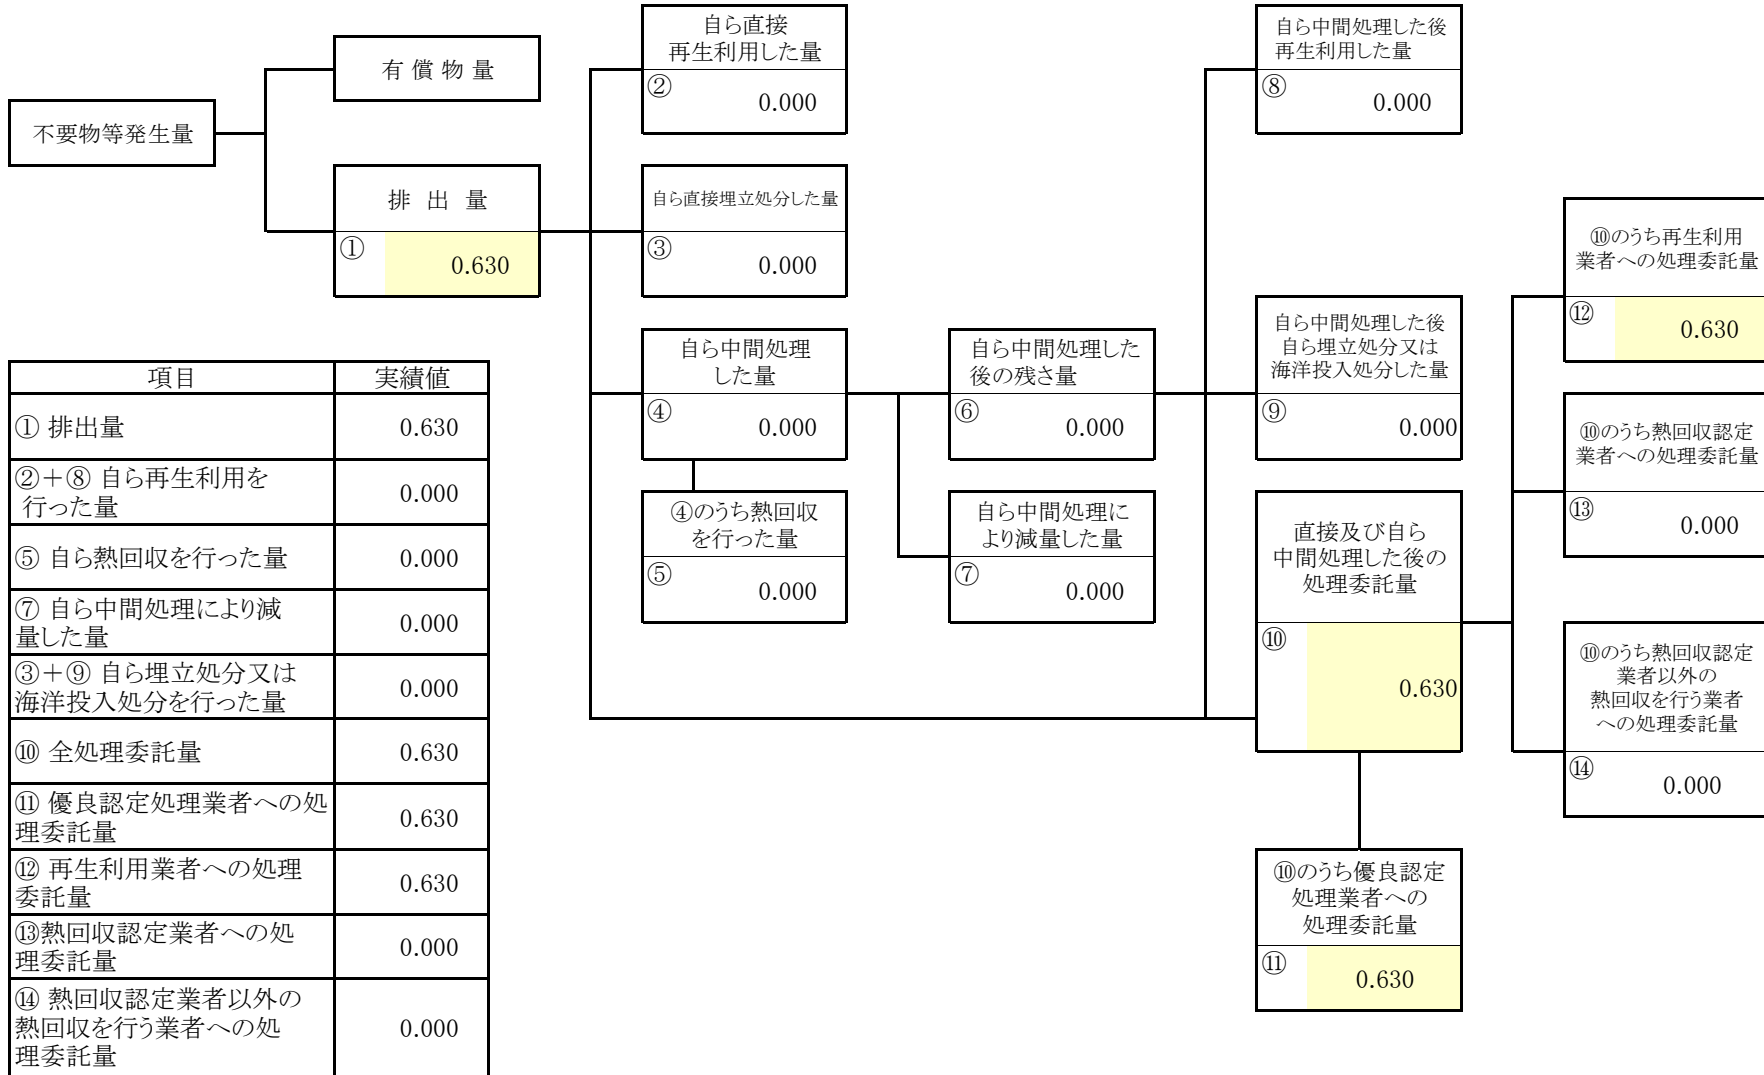 不要物等発生量
有 償 物 量
排 出 量
①
0.630
自ら直接
再生利用した量
②
0.000
自ら直接埋立処分した量
③
0.000
自ら中間処理
した量
④
0.000
④のうち熱回収
を行った量
⑤
0.000
自ら中間処理した
後の残さ量
⑥
0.000
自ら中間処理に
より減量した量
⑦
0.000
自ら中間処理した後
再生利用した量
⑧
0.000
自ら中間処理した後
自ら埋立処分又は
海洋投入処分した量
⑨
0.000
直接及び自ら
中間処理した後の
処理委託量
⑩
0.630
⑩のうち優良認定
処理業者への
処理委託量
⑪
0.630
⑩のうち再生利用
業者への処理委託量
⑫
0.630
⑩のうち熱回収認定
業者への処理委託量
⑬
0.000
⑩のうち熱回収認定
業者以外の
熱回収を行う業者
への処理委託量
⑭
0.000
項目 実績値
① 排出量 0.630
②+⑧ 自ら再生利用を
行った量 0.000
⑤ 自ら熱回収を行った量 0.000
⑦ 自ら中間処理により減
量した量 0.000
③+⑨ 自ら埋立処分又は
海洋投入処分を行った量 0.000
⑩ 全処理委託量 0.630
⑪ 優良認定処理業者への処
理委託量 0.630
⑫ 再生利用業者への処理
委託量 0.630
⑬熱回収認定業者への処
理委託量 0.000
⑭ 熱回収認定業者以外の
熱回収を行う業者への処
理委託量 0.000